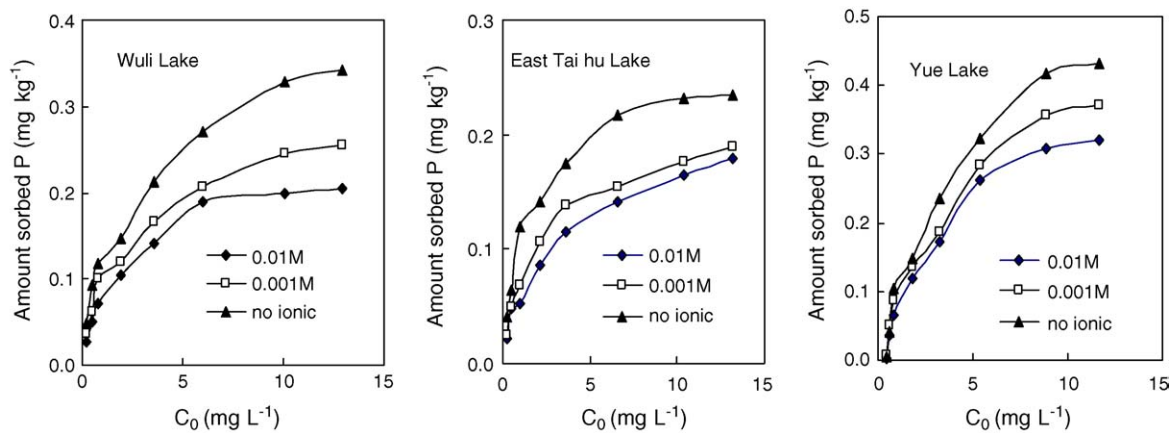 Amount sorbed P (mg kg⁻¹)
0.4
0.3
0.2
0.1
0.0
Wuli Lake
0.01M
0.001M
no ionic
0 5 10 15
C₀ (mg L⁻¹)
Amount sorbed P (mg kg⁻¹)
0.3
0.2
0.1
0.0
East Tai hu Lake
0.01M
0.001M
no ionic
0 5 10 15
C₀ (mg L⁻¹)
Amount sorbed P (mg kg⁻¹)
0.5
0.4
0.3
0.2
0.1
0.0
Yue Lake
0.01M
0.001M
no ionic
0 5 10 15
C₀ (mg L⁻¹)